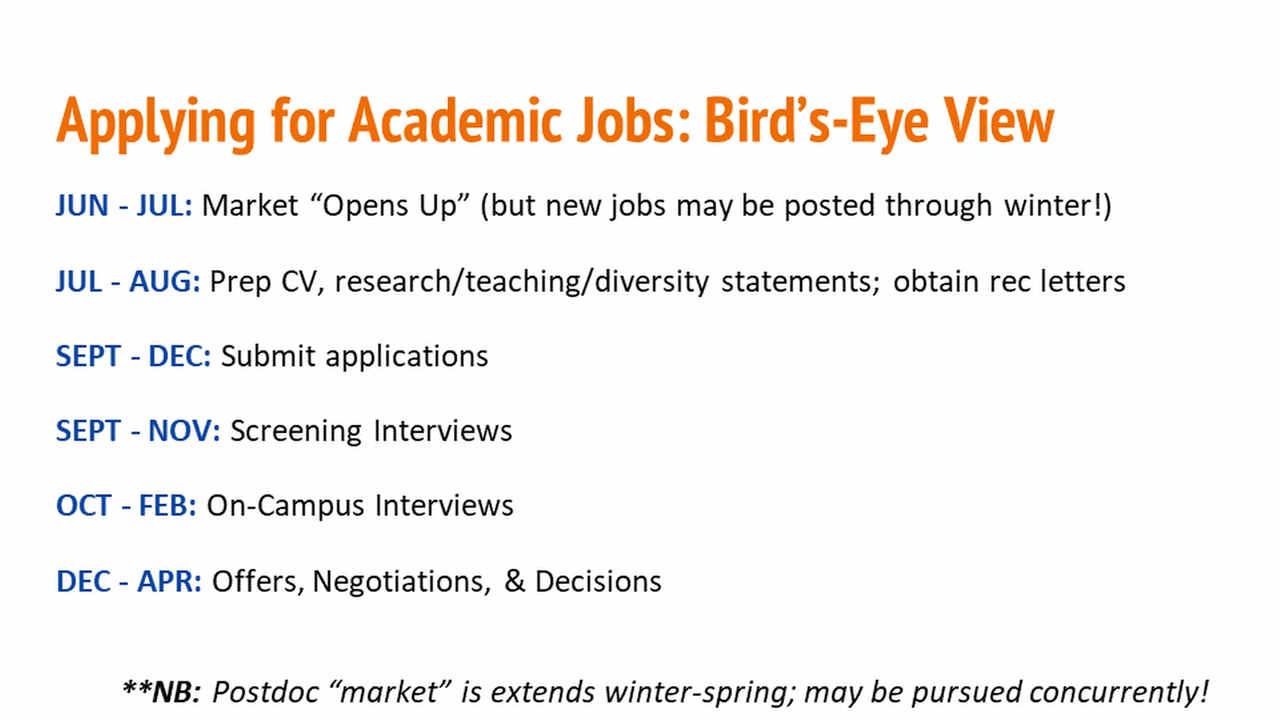 Applying for Academic Jobs: Bird’s-Eye View
JUN - JUL: Market “Opens Up” (but new jobs may be posted through winter!)
JUL - AUG: Prep CV, research/teaching/diversity statements; obtain rec letters
SEPT - DEC: Submit applications
SEPT - NOV: Screening Interviews
OCT - FEB: On-Campus Interviews
DEC - APR: Offers, Negotiations, & Decisions
**NB: Postdoc “market” is extends winter-spring; may be pursued concurrently!